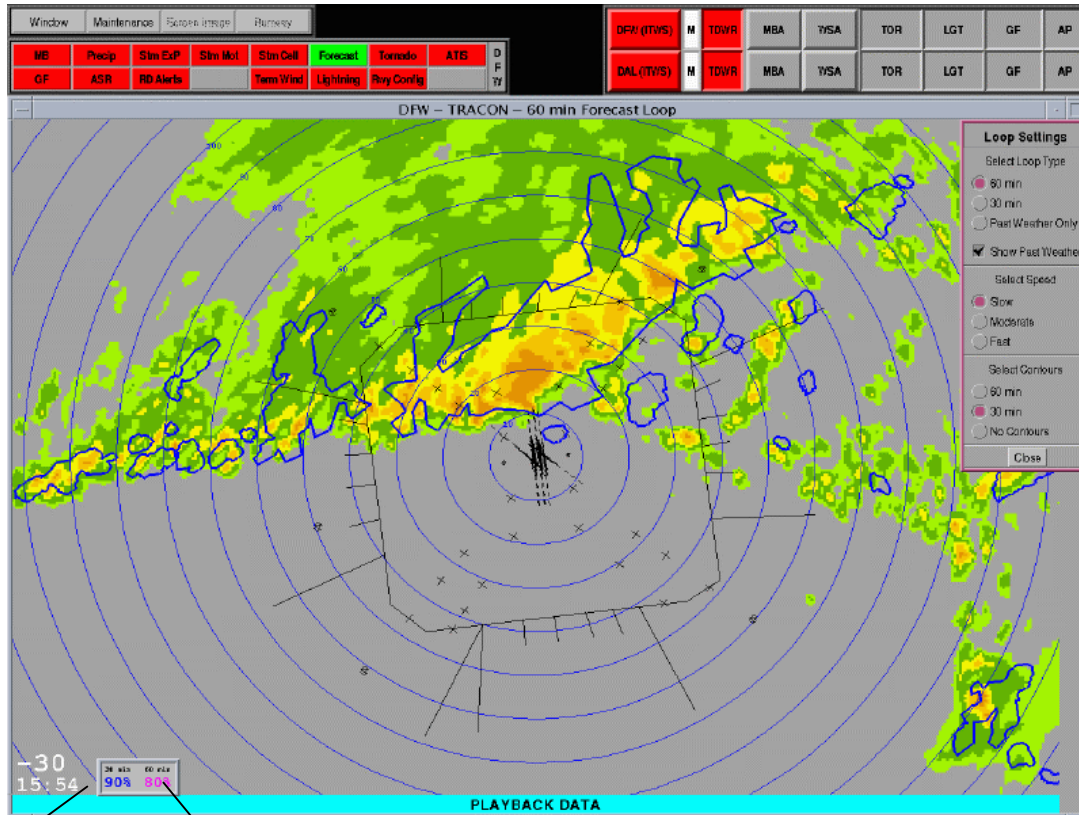 Window Maintenance Screen Image Runway
MB Precip Stm ExP Stm Mot Stm Cell Forecast Tornado ATIS
GF ASR RD Alerts Term Wind Lightning Rwy Config
D
F
W
DFW (ITWS) M TDWR MBA WSA TOR LGT GF AP
DAL (ITWS) M TDWR MBA WSA TOR LGT GF AP
DFW – TRACON – 60 min Forecast Loop
Loop Settings
Select Loop Type
60 min
30 min
Past Weather Only
Show Past Weather
Select Speed
Slow
Moderate
Fast
Select Contours
60 min
30 min
No Contours
Close
100
10
–30
15:54
30 min 60 min
90% 80%
PLAYBACK DATA